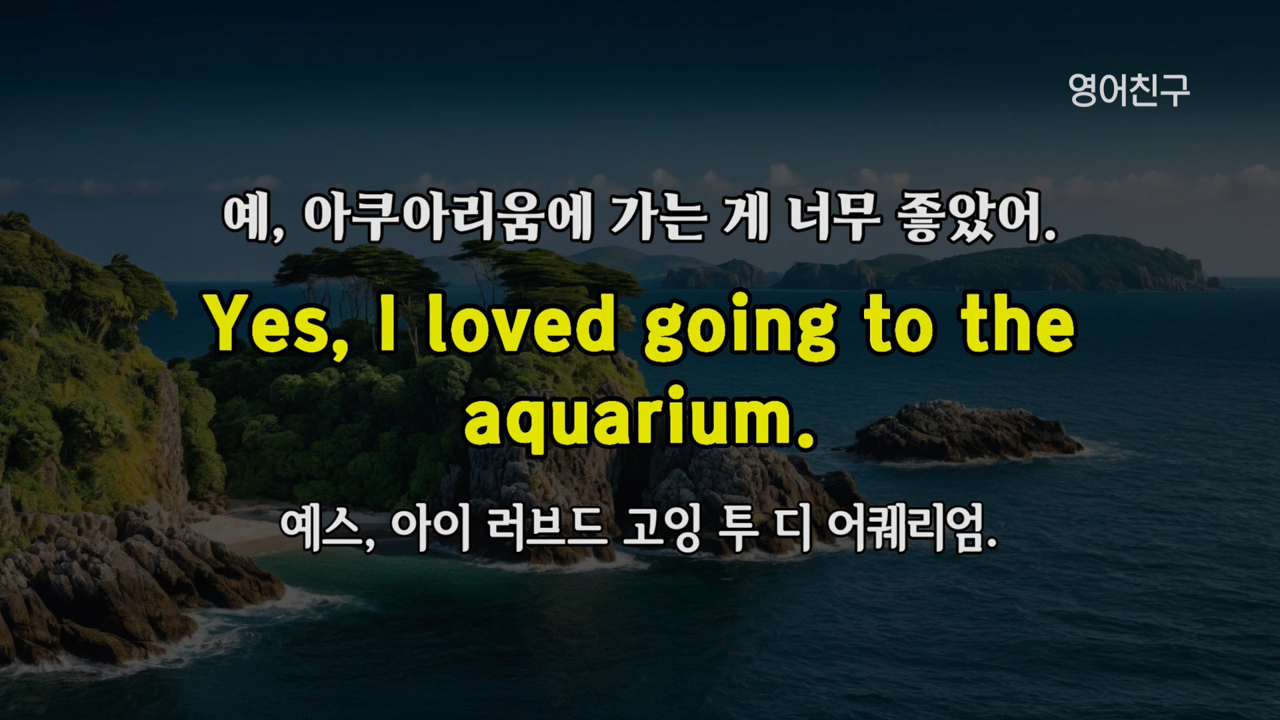 영어친구
예, 아쿠아리움에 가는 게 너무 좋았어.
Yes, I loved going to the
aquarium.
예스, 아이 러브드 고잉 투 디 어퀘리엄.